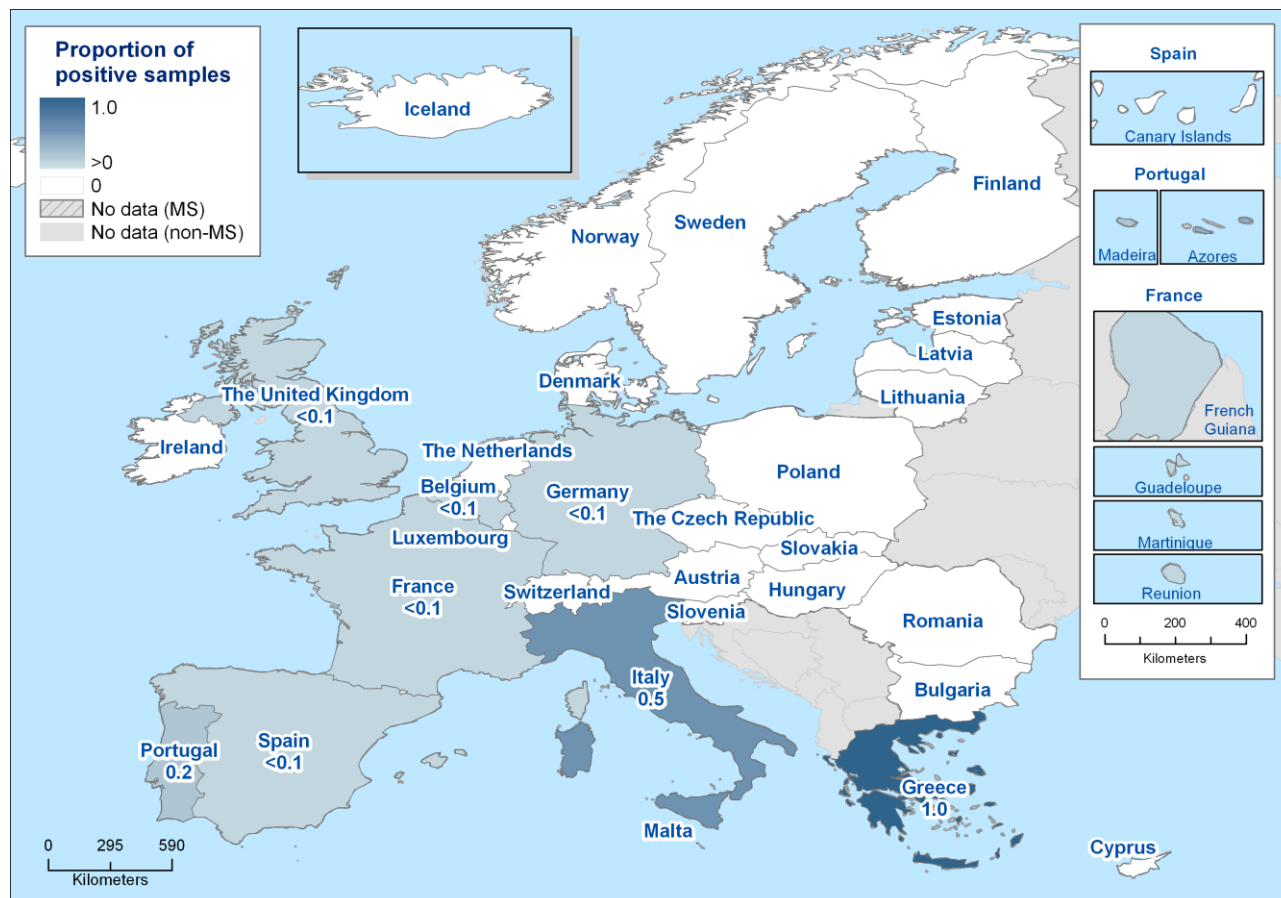 Proportion of
positive samples
1.0
>0
0
No data (MS)
No data (non-MS)
Iceland
Norway
Sweden
Finland
Estonia
Latvia
Lithuania
Denmark
The United Kingdom
<0.1
Ireland
The Netherlands
Belgium
<0.1
Germany
<0.1
Poland
The Czech Republic
Luxembourg
Slovakia
France
<0.1
Switzerland
Austria
Hungary
Slovenia
Romania
Italy
0.5
Bulgaria
Portugal
0.2
Spain
<0.1
Greece
1.0
Malta
Cyprus
0 295 590
Kilometers
Spain
Canary Islands
Portugal
Madeira
Azores
France
French
Guiana
Guadeloupe
Martinique
Reunion
0 200 400
Kilometers